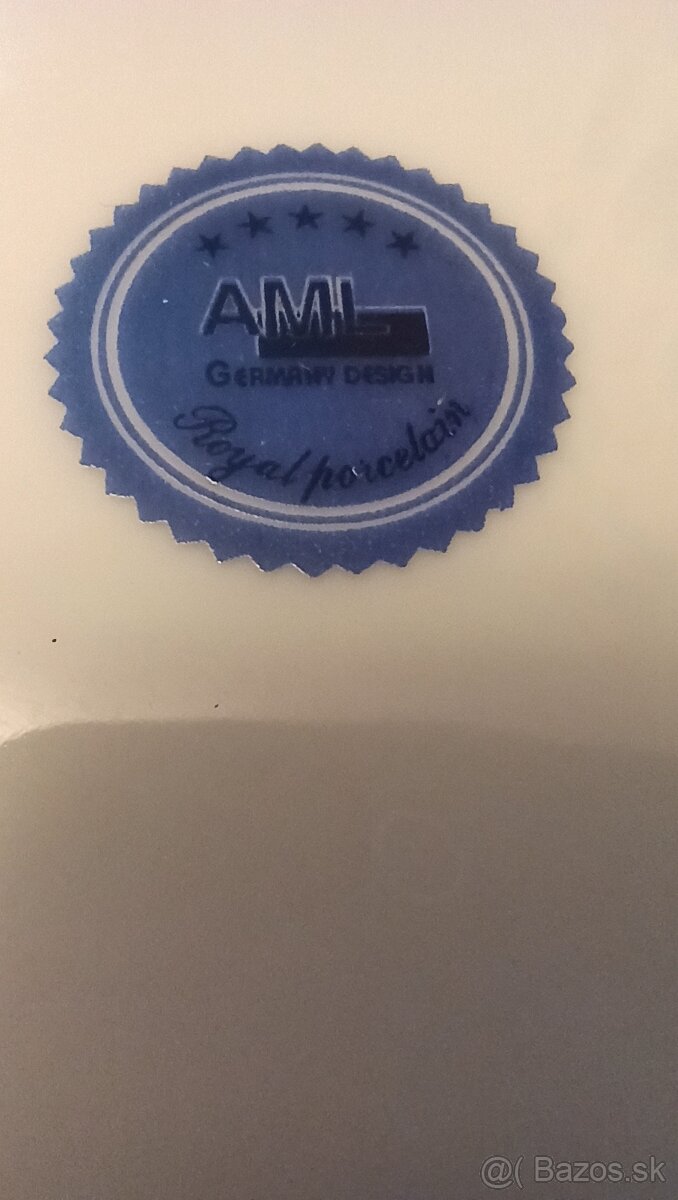 ★★★★★
AML
GERMANY DESIGN
Royal porcelain
@( Bazos.sk